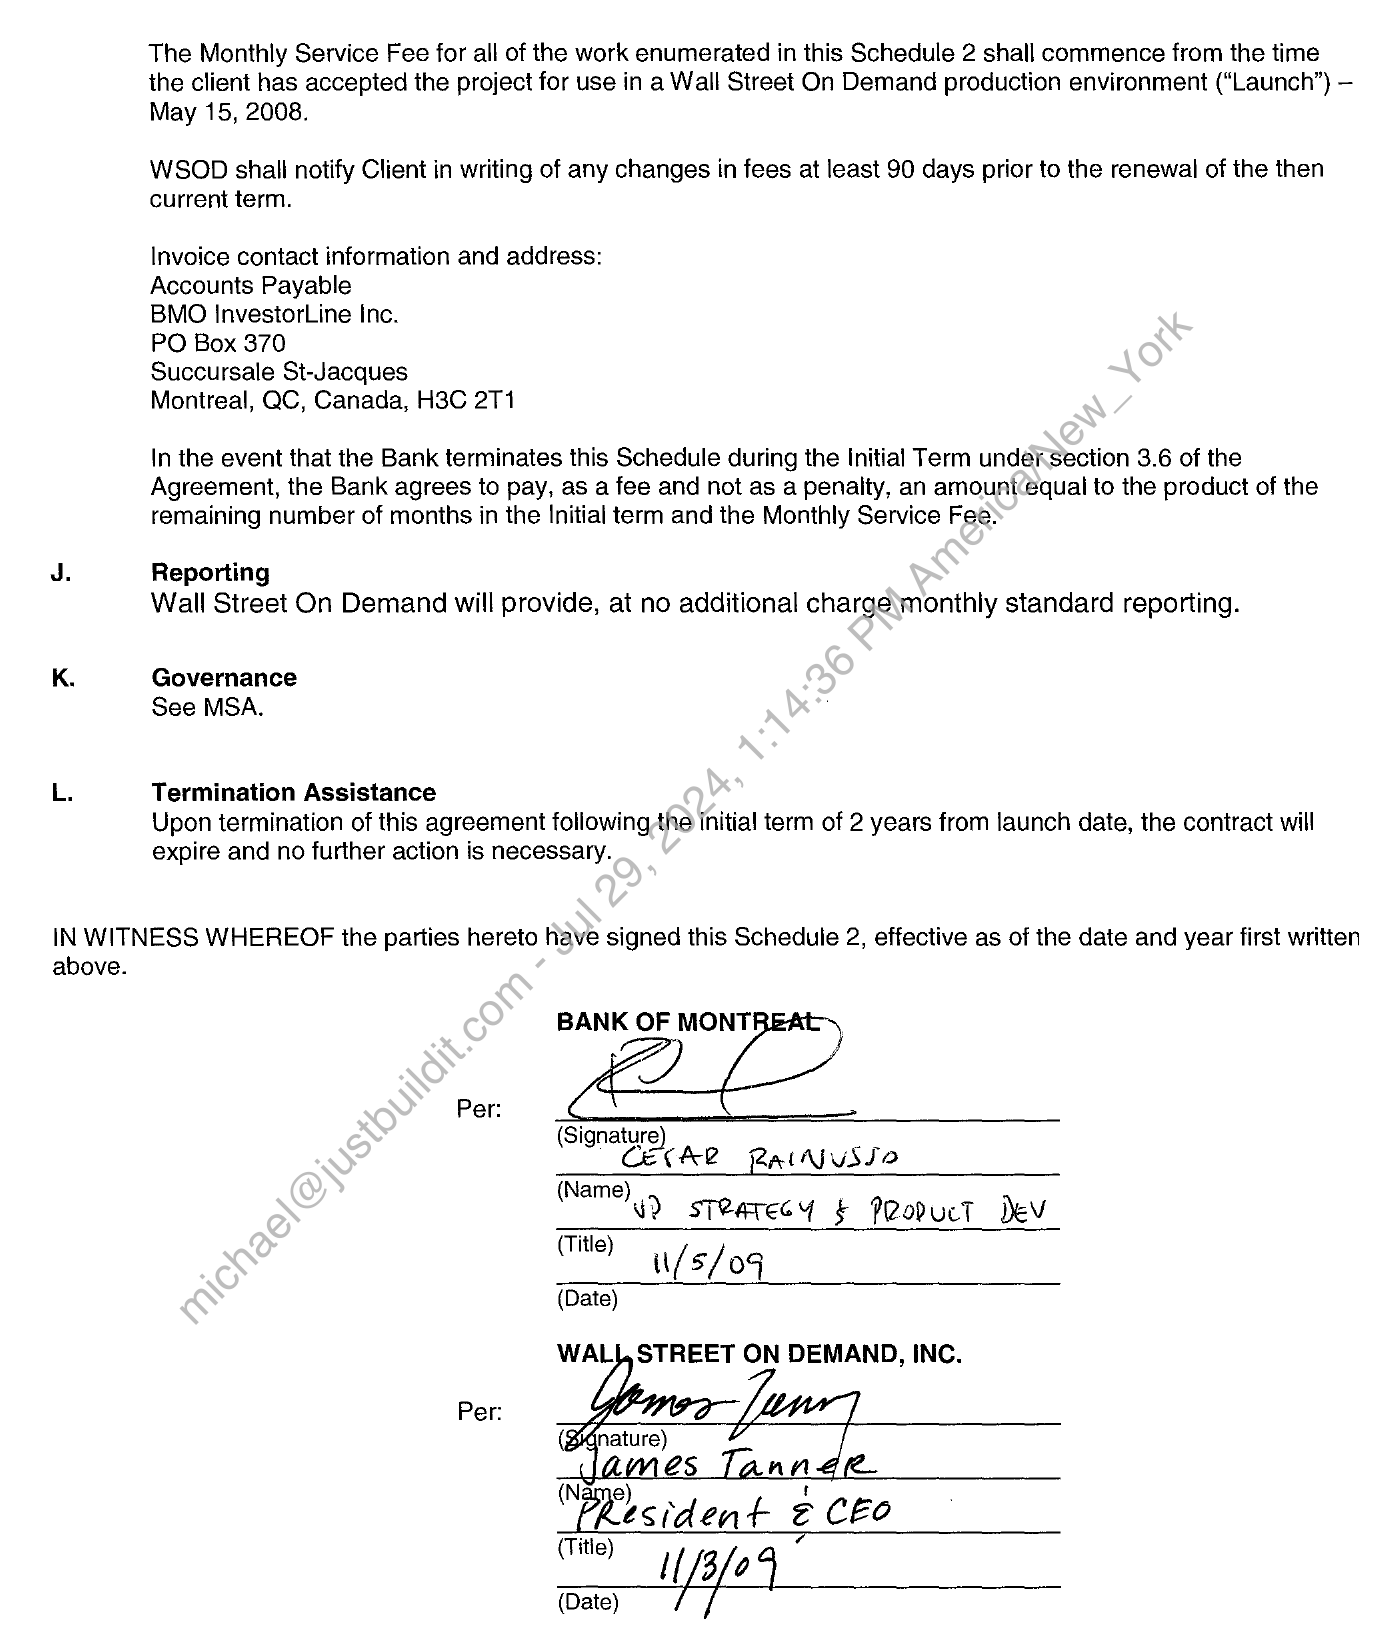 The Monthly Service Fee for all of the work enumerated in this Schedule 2 shall commence from the time
the client has accepted the project for use in a Wall Street On Demand production environment (“Launch”) –
May 15, 2008.
WSOD shall notify Client in writing of any changes in fees at least 90 days prior to the renewal of the then
current term.
Invoice contact information and address:
Accounts Payable
BMO InvestorLine Inc.
PO Box 370
Succursale St-Jacques
Montreal, QC, Canada, H3C 2T1
In the event that the Bank terminates this Schedule during the Initial Term under section 3.6 of the
Agreement, the Bank agrees to pay, as a fee and not as a penalty, an amount equal to the product of the
remaining number of months in the Initial term and the Monthly Service Fee.
J. Reporting
Wall Street On Demand will provide, at no additional charge monthly standard reporting.
K. Governance
See MSA.
L. Termination Assistance
Upon termination of this agreement following the initial term of 2 years from launch date, the contract will
expire and no further action is necessary.
IN WITNESS WHEREOF the parties hereto have signed this Schedule 2, effective as of the date and year first written
above.
BANK OF MONTREAL
Per:
(Signature)
CESAR RAINUSSO
(Name)
VP STRATEGY & PRODUCT DEV
(Title)
11/5/09
(Date)
WALL STREET ON DEMAND, INC.
Per: James Tanner
(Signature)
James Tanner
(Name)
President & CEO
(Title)
11/3/09
(Date)
michael@justbuildit.com - Jul 29, 2024, 1:14:36 PM America/New_York